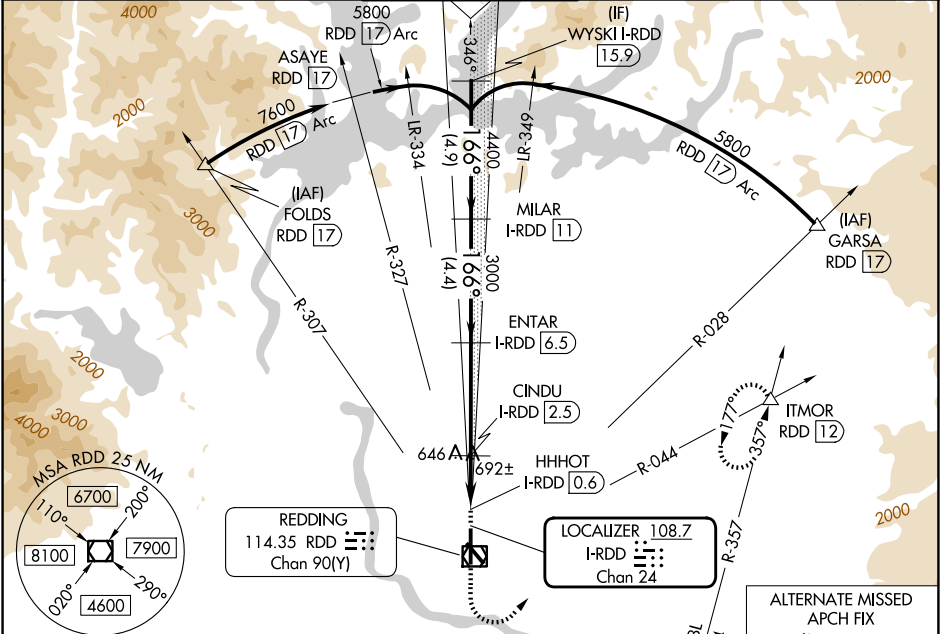 4000
5800
RDD 17 Arc
(IF)
WYSKI I-RDD
15.9
ASAYE
RDD 17
346°
2000
2000
7600
RDD 17 Arc
LR-334
166°
(4.9)
4400
LR-349
5800
RDD 17 Arc
(IAF)
FOLDS
RDD 17
3000
MILAR
I-RDD 11
(IAF)
GARSA
RDD 17
R-327
166°
(4.4)
3000
R-307
R-028
ENTAR
I-RDD 6.5
2000
3000
4000
CINDU
I-RDD 2.5
177°
357°
ITMOR
RDD 12
646
692±
HHHOT
I-RDD 0.6
R-044
MSA RDD 25 NM
6700
110°
200°
8100
7900
020°
290°
4600
REDDING
114.35 RDD
Chan 90(Y)
LOCALIZER 108.7
I-RDD
Chan 24
R-357
2000
ALTERNATE MISSED
APCH FIX